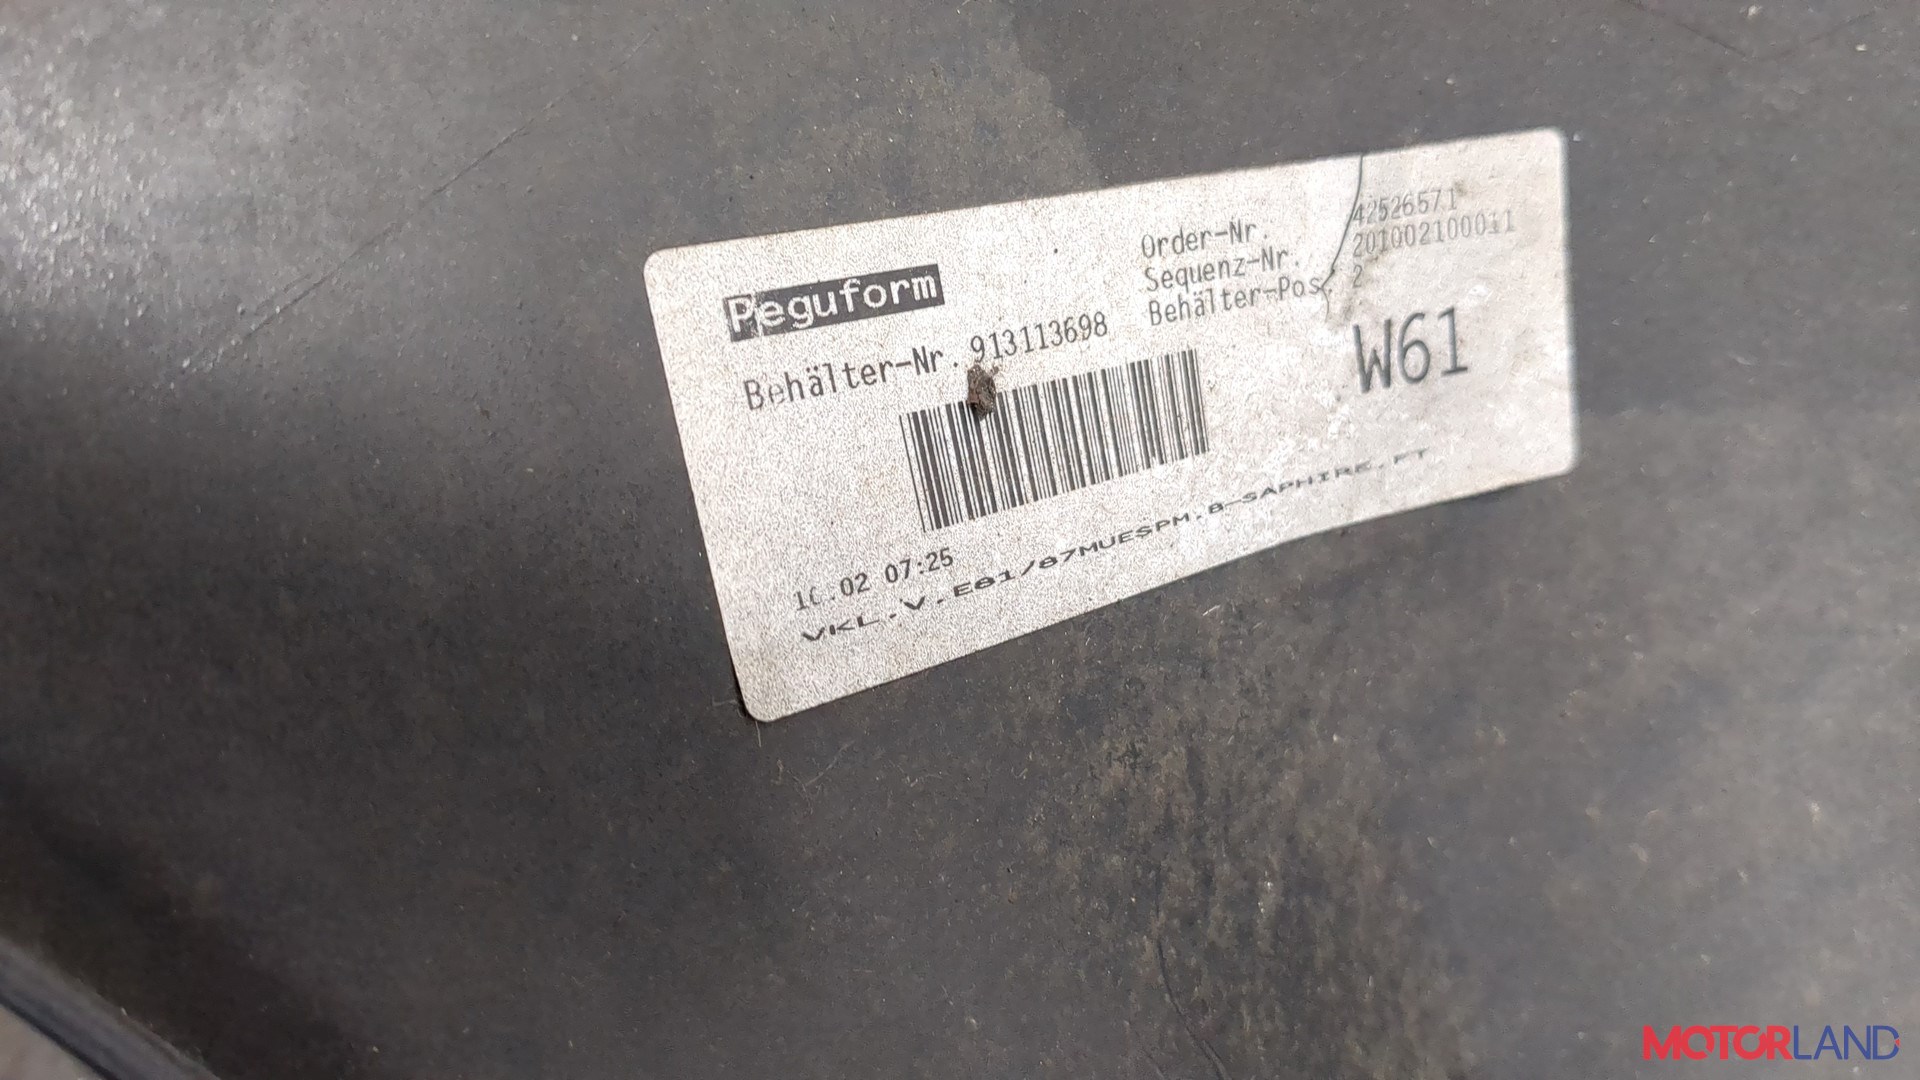 Peguform
Order-Nr. 42526571
Sequenz-Nr. 201002100011
Behälter-Pos. 2
Behälter-Nr. 913113698
W61
02 07:25
VKL.V.E81/87MUESPM.B-SAPHIRE.FT
MOTORLAND